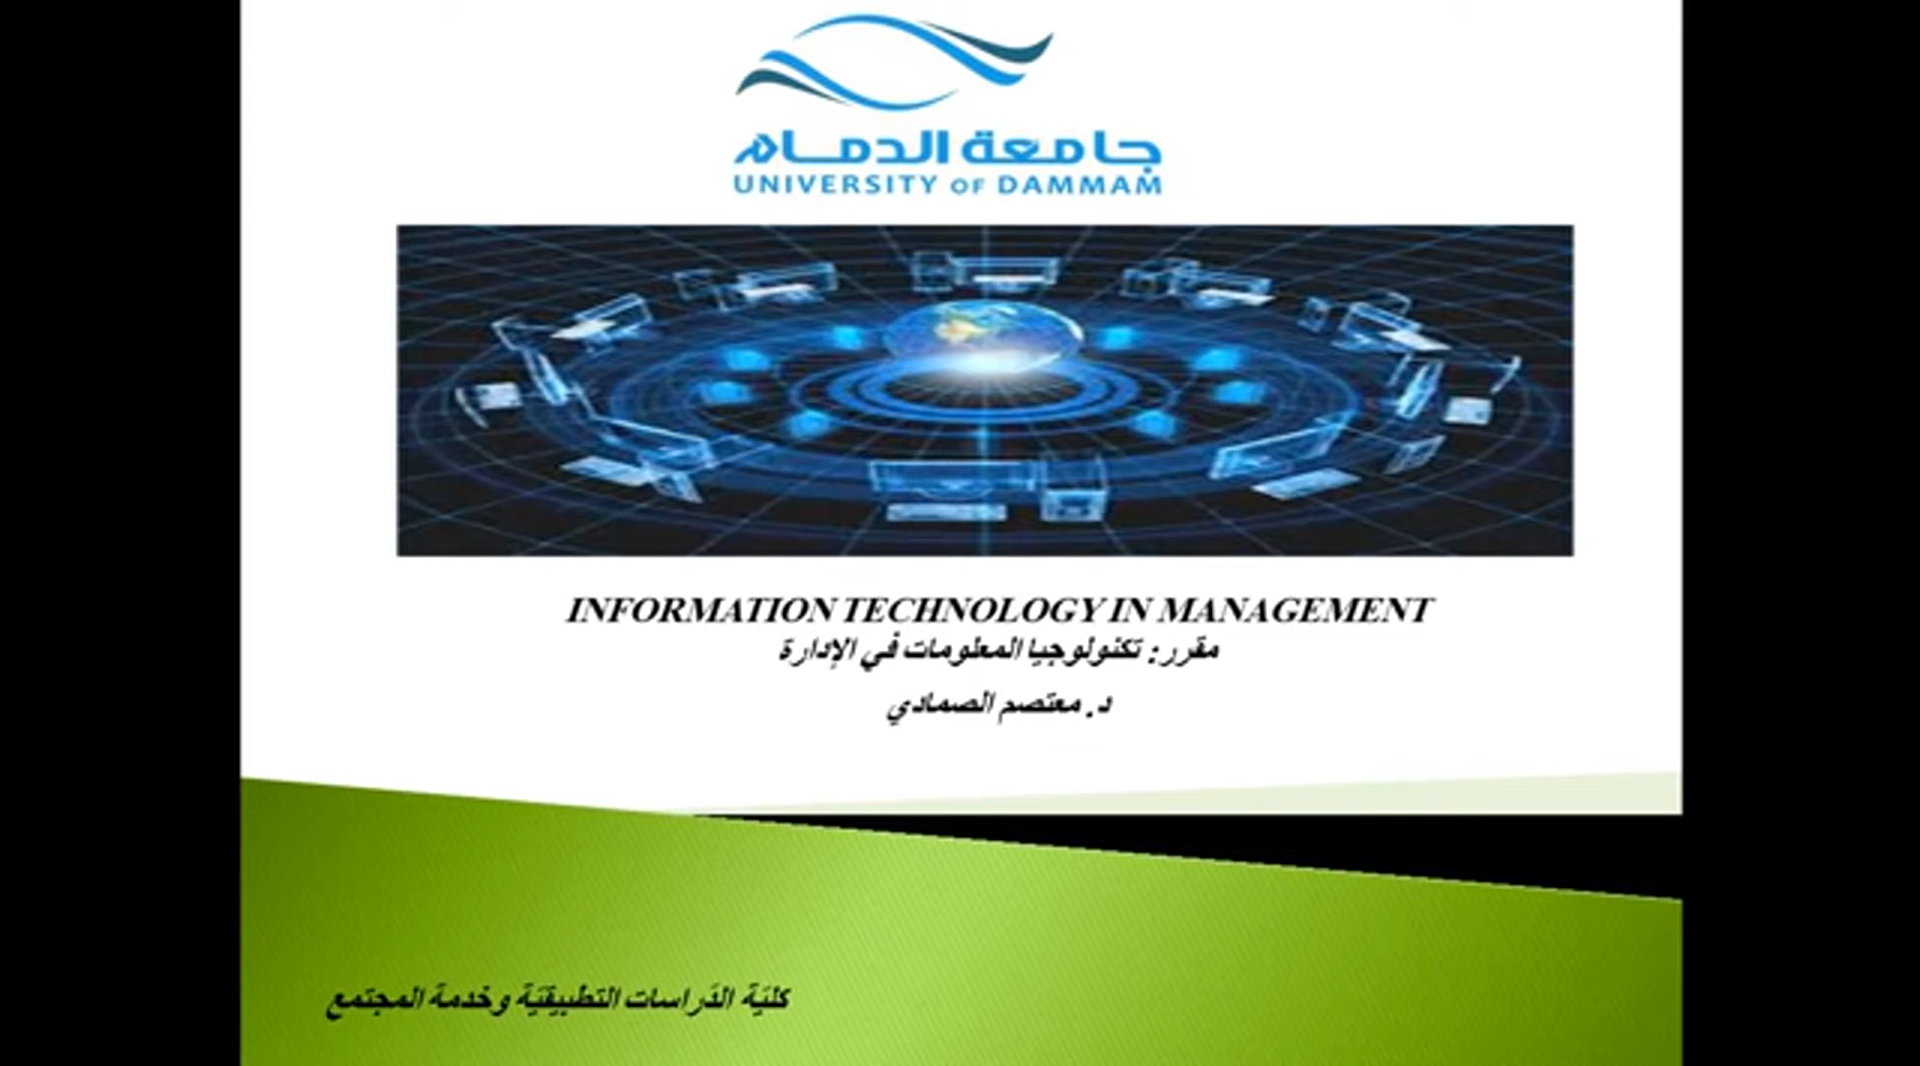 جامعة الدمام
UNIVERSITY OF DAMMAM
INFORMATION TECHNOLOGY IN MANAGEMENT
مقرر: تكنولوجيا المعلومات في الإدارة
د. معتصم الصمادي
كليّة الدّراسات التطبيقيّة وخدمة المجتمع